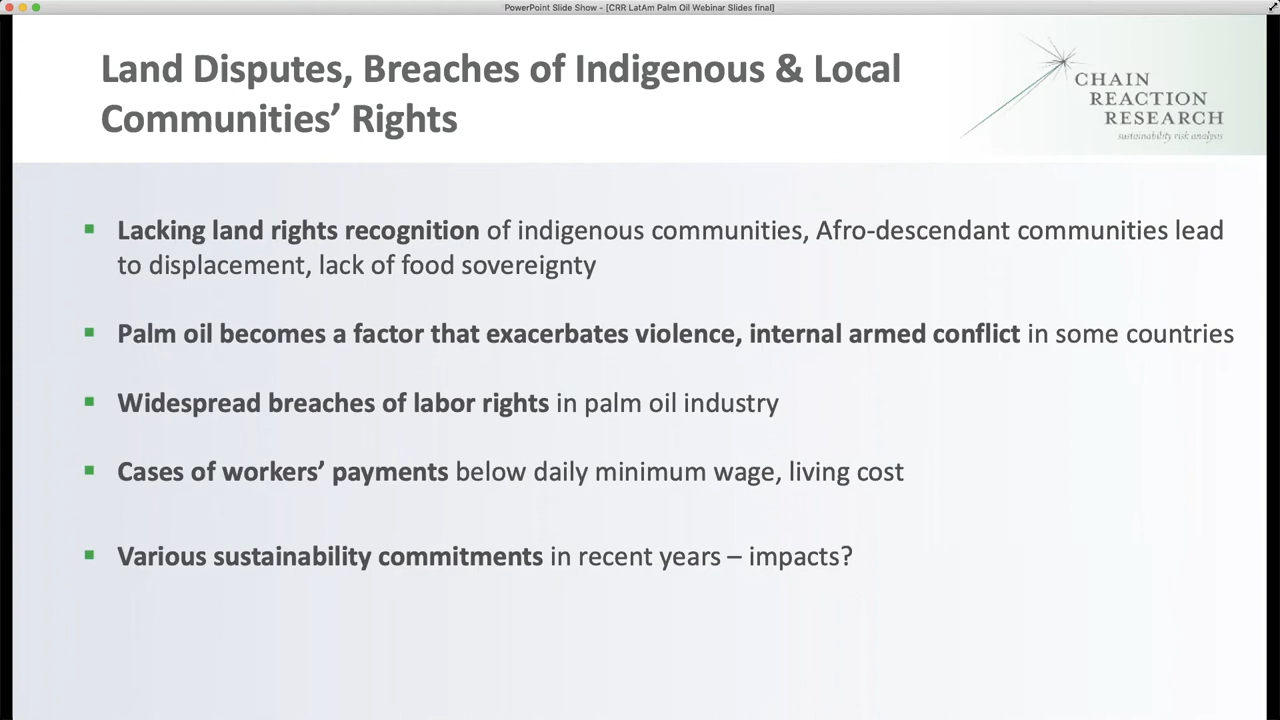 PowerPoint Slide Show - [CRR LatAm Palm Oil Webinar Slides final]
Land Disputes, Breaches of Indigenous & Local
Communities’ Rights
CHAIN
REACTION
RESEARCH
sustainability risk analysis
▪ Lacking land rights recognition of indigenous communities, Afro-descendant communities lead
to displacement, lack of food sovereignty
▪ Palm oil becomes a factor that exacerbates violence, internal armed conflict in some countries
▪ Widespread breaches of labor rights in palm oil industry
▪ Cases of workers’ payments below daily minimum wage, living cost
▪ Various sustainability commitments in recent years – impacts?